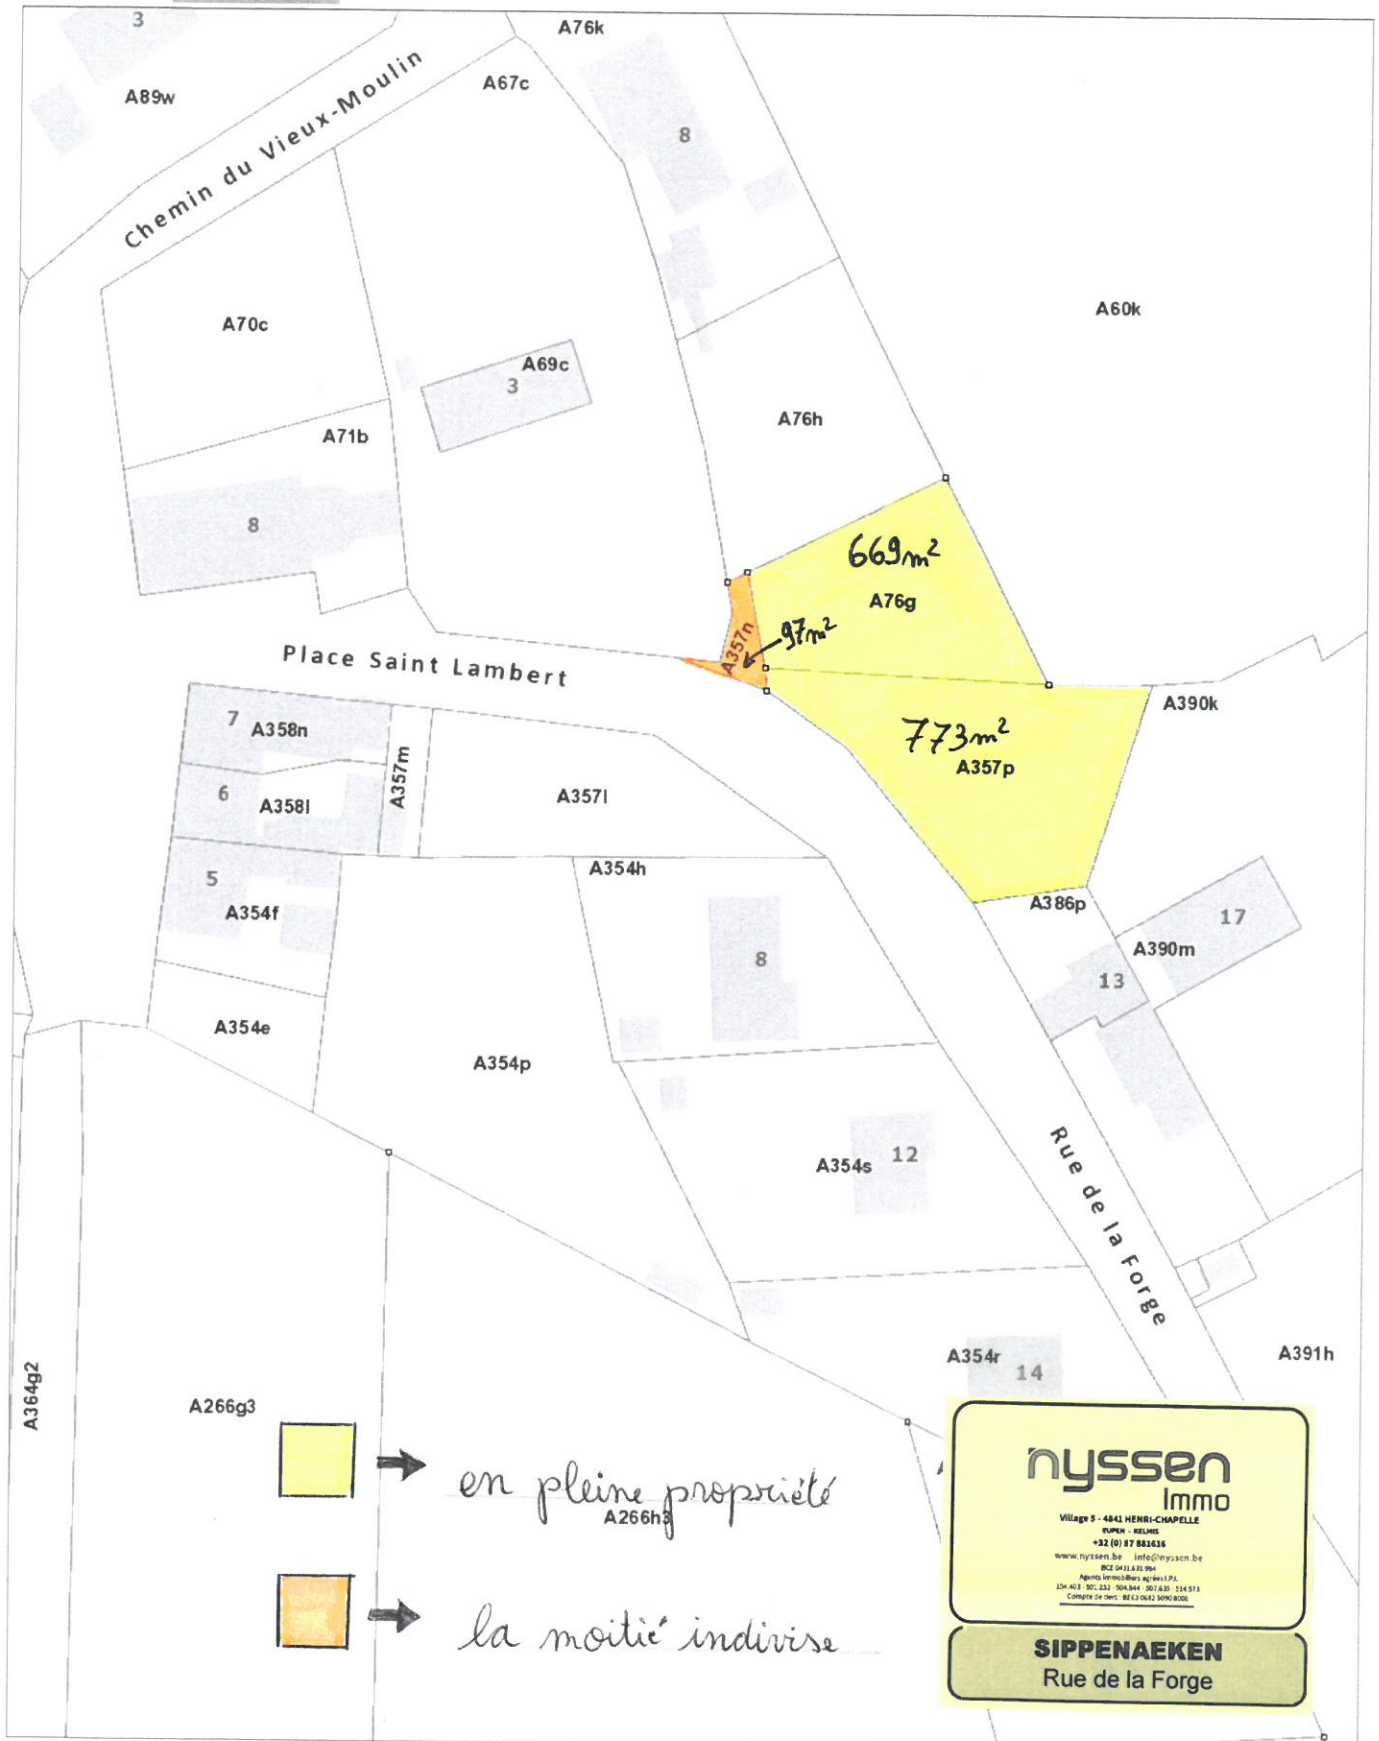 3
A76k
A67c
A89w
8
Chemin du Vieux-Moulin
A60k
A70c
A69c
3
A76h
A71b
8
669m²
A76g
97m²
A357n
Place Saint Lambert
A390k
7
A358n
773m²
A357p
A357m
6
A358l
A357l
A354h
5
A354f
A386p
17
A390m
8
13
A354e
A354p
12
A354s
Rue de la Forge
A354r
14
A391h
A364g2
A266g3
en pleine propriété
A266h3
la moitié indivise
nyssen
Immo
Village 5 - 4841 HENRI-CHAPELLE
EUPEN - KELMIS
+32 (0) 87 881636
www.nyssen.be info@nyssen.be
Agents immobiliers agréés I.P.I.
SIPPENAEKEN
Rue de la Forge